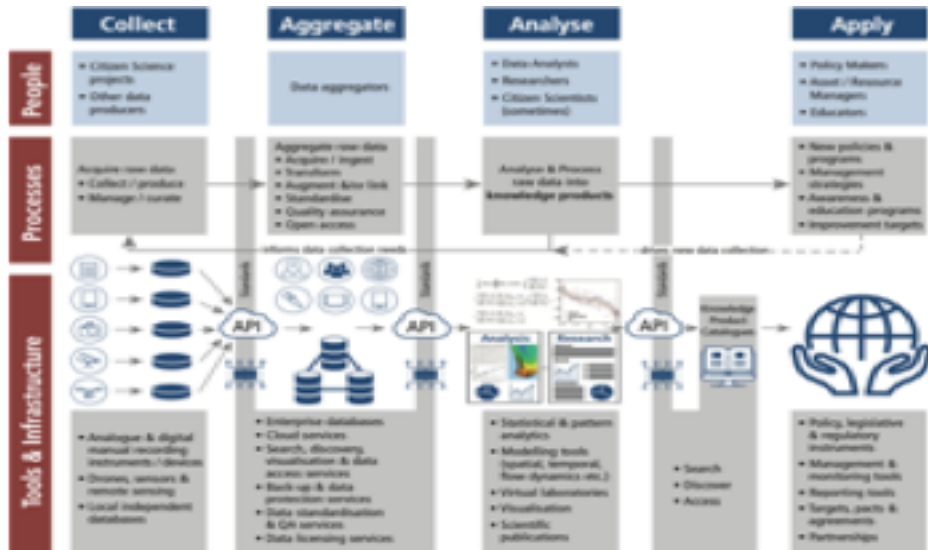 Collect
Aggregate
Analyse
Apply
People
• Citizen Science
projects
• Other data
producers
Data aggregators
• Data Analysts
• Researchers
• Citizen Scientists
(sometimes)
• Policy Makers
• Asset / Resource
Managers
• Educators
Processes
Acquire raw data
• Collect / produce
• Manage / curate
Aggregate raw data
• Acquire / ingest
• Transform
• Augment &/or link
• Standardise
• Quality assurance
• Open access
Analyse & Process
raw data into
knowledge products
• New policies &
programs
• Management
strategies
• Awareness &
education programs
• Improvement targets
informs data collection needs
drives new data collection
Tools & Infrastructure
API
API
Analysis
Research
API
Knowledge
Product
Catalogues
• Analogue & digital
manual recording
instruments / devices
• Drones, sensors &
remote sensing
• Local independent
databases
• Enterprise databases
• Cloud services
• Search, discovery,
visualisation & data
access services
• Back-up & data
protection services
• Data standardisation
& QA services
• Data licensing services
• Statistical & pattern
analytics
• Modelling tools
(spatial, temporal,
flow dynamics etc.)
• Virtual laboratories
• Visualisation
• Scientific
publications
• Search
• Discover
• Access
• Policy, legislative
& regulatory
instruments
• Management &
monitoring tools
• Reporting tools
• Targets, pacts &
agreements
• Partnerships